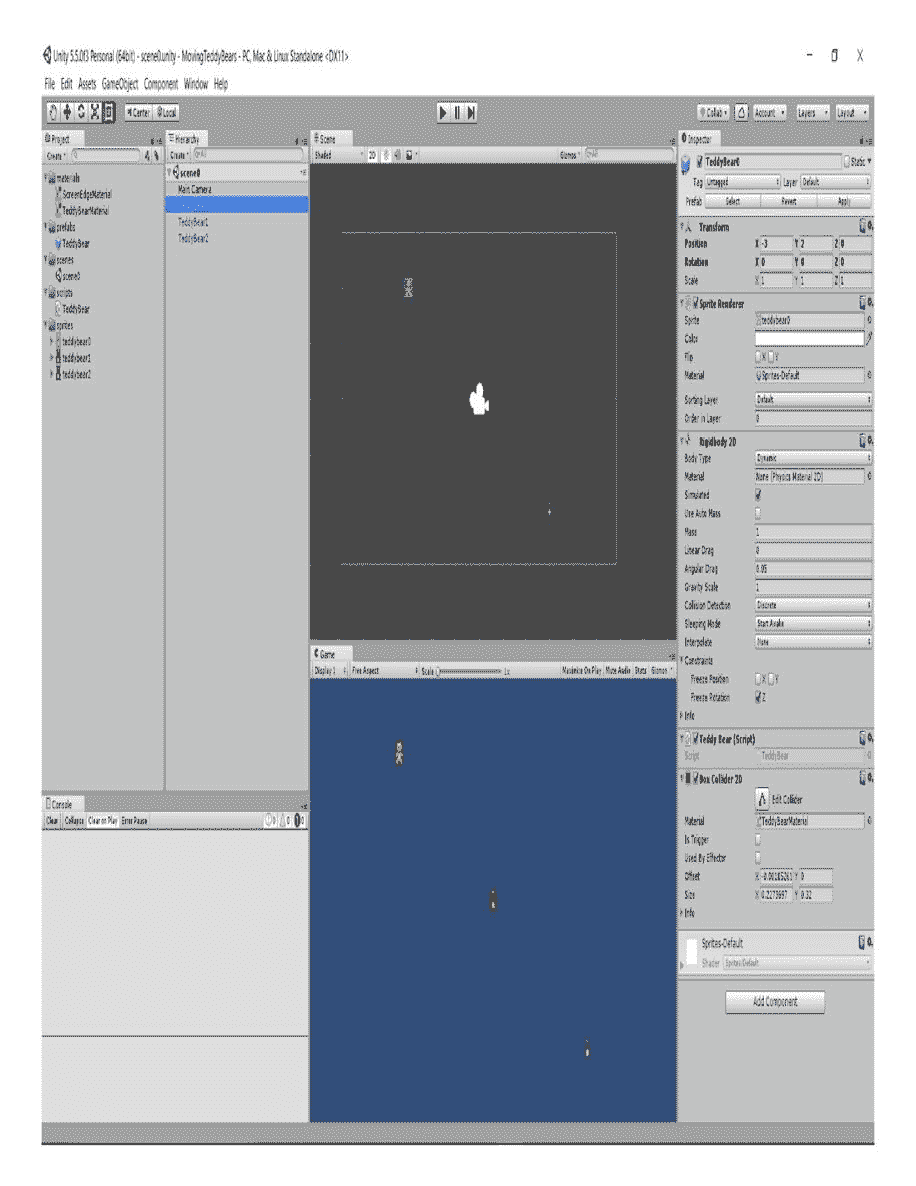 Unity 5.5.0f3 Personal (64bit) - scene0.unity - MovingTeddyBears - PC, Mac & Linux Standalone <DX11>
File Edit Assets GameObject Component Window Help
Center Local
Collab Account Layers Layout
Project
Create
materials
ScreenEdgeMaterial
TeddyBearMaterial
prefabs
TeddyBear
scenes
scene0
scripts
TeddyBear
sprites
teddybear0
teddybear1
teddybear2
Hierarchy
Create All
scene0
Main Camera
TeddyBear1
TeddyBear2
Scene
Shaded 2D Gizmos All
Game
Display 1 Free Aspect Scale 1x Maximize On Play Mute Audio Stats Gizmos
Console
Clear Collapse Clear on Play Error Pause 0 0
Inspector
TeddyBear0 Static
Tag Untagged Layer Default
Prefab Select Revert Apply
Transform
Position X -3 Y 2 Z 0
Rotation X 0 Y 0 Z 0
Scale X 1 Y 1 Z 1
Sprite Renderer
Sprite teddybear0
Color
Flip X Y
Material Sprites-Default
Sorting Layer Default
Order in Layer 0
Rigidbody 2D
Body Type Dynamic
Material None (Physics Material 2D)
Simulated
Use Auto Mass
Mass 1
Linear Drag 0
Angular Drag 0.05
Gravity Scale 1
Collision Detection Discrete
Sleeping Mode Start Awake
Interpolate None
Constraints
Freeze Position X Y
Freeze Rotation Z
Info
Teddy Bear (Script)
Script TeddyBear
Box Collider 2D
Edit Collider
Material TeddyBearMaterial
Is Trigger
Used By Effector
Offset X Y 0
Size X Y 0.32
Info
Sprites-Default
Shader Sprites/Default
Add Component